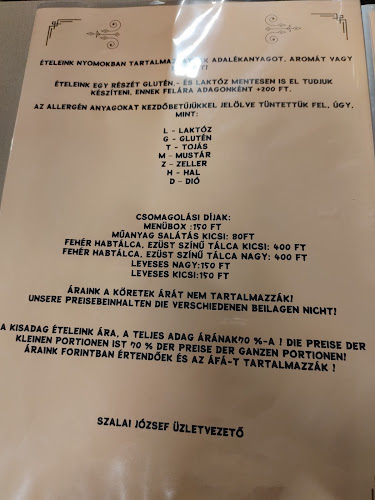 ÉTELEINK NYOMOKBAN TARTALMAZ ADALÉKANYAGOT, AROMÁT VAGY
ÉTELEINK EGY RÉSZÉT GLUTÉN,- ÉS LAKTÓZ MENTESEN IS EL TUDJUK
KÉSZÍTENI, ENNEK FELÁRA ADAGONKÉNT +200 FT.
AZ ALLERGÉN ANYAGOKAT KEZDŐBETŰJÜKKEL JELÖLVE TÜNTETTÜK FEL, ÚGY,
MINT:
L - LAKTÓZ
G - GLUTÉN
T - TOJÁS
M - MUSTÁR
Z - ZELLER
H - HAL
D - DIÓ
CSOMAGOLÁSI DÍJAK:
MENÜBOX :150 FT
MŰANYAG SALÁTÁS KICSI: 80FT
FEHÉR HABTÁLCA, EZÜST SZÍNŰ TÁLCA KICSI: 400 FT
FEHÉR HABTÁLCA, EZÜST SZÍNŰ TÁLCA NAGY: 400 FT
LEVESES NAGY:150 FT
LEVESES KICSI:150 FT
ÁRAINK A KÖRETEK ÁRÁT NEM TARTALMAZZÁK!
UNSERE PREISEBEINHALTEN DIE VERSCHIEDENEN BEILAGEN NICHT!
A KISADAG ÉTELEINK ÁRA, A TELJES ADAG ÁRÁNAK70 %-A ! DIE PREISE DER
KLEINEN PORTIONEN IST 70 % DER PREISE DER GANZEN PORTIONEN!
ÁRAINK FORINTBAN ÉRTENDŐEK ÉS AZ ÁFÁ-T TARTALMAZZÁK !
SZALAI JÓZSEF ÜZLETVEZETŐ